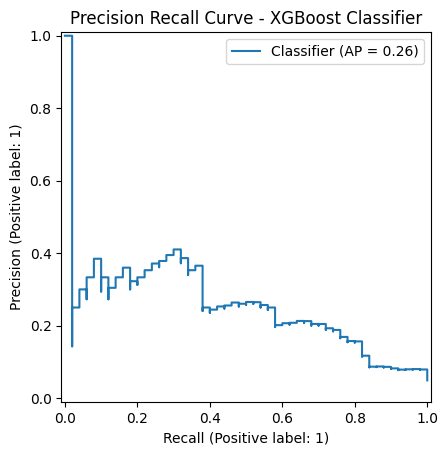 Precision Recall Curve - XGBoost Classifier
Classifier (AP = 0.26)
Precision (Positive label: 1)
1.0
0.8
0.6
0.4
0.2
0.0
0.0 0.2 0.4 0.6 0.8 1.0
Recall (Positive label: 1)